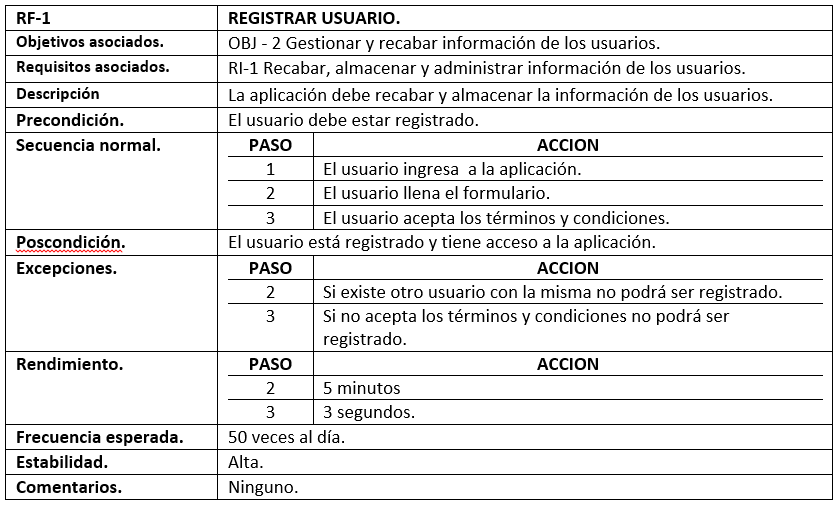 RF-1 REGISTRAR USUARIO.
Objetivos asociados. OBJ - 2 Gestionar y recabar información de los usuarios.
Requisitos asociados. RI-1 Recabar, almacenar y administrar información de los usuarios.
Descripción La aplicación debe recabar y almacenar la información de los usuarios.
Precondición. El usuario debe estar registrado.
Secuencia normal. PASO ACCION
1 El usuario ingresa a la aplicación.
2 El usuario llena el formulario.
3 El usuario acepta los términos y condiciones.
Poscondición. El usuario está registrado y tiene acceso a la aplicación.
Excepciones. PASO ACCION
2 Si existe otro usuario con la misma no podrá ser registrado.
3 Si no acepta los términos y condiciones no podrá ser
registrado.
Rendimiento. PASO ACCION
2 5 minutos
3 3 segundos.
Frecuencia esperada. 50 veces al día.
Estabilidad. Alta.
Comentarios. Ninguno.